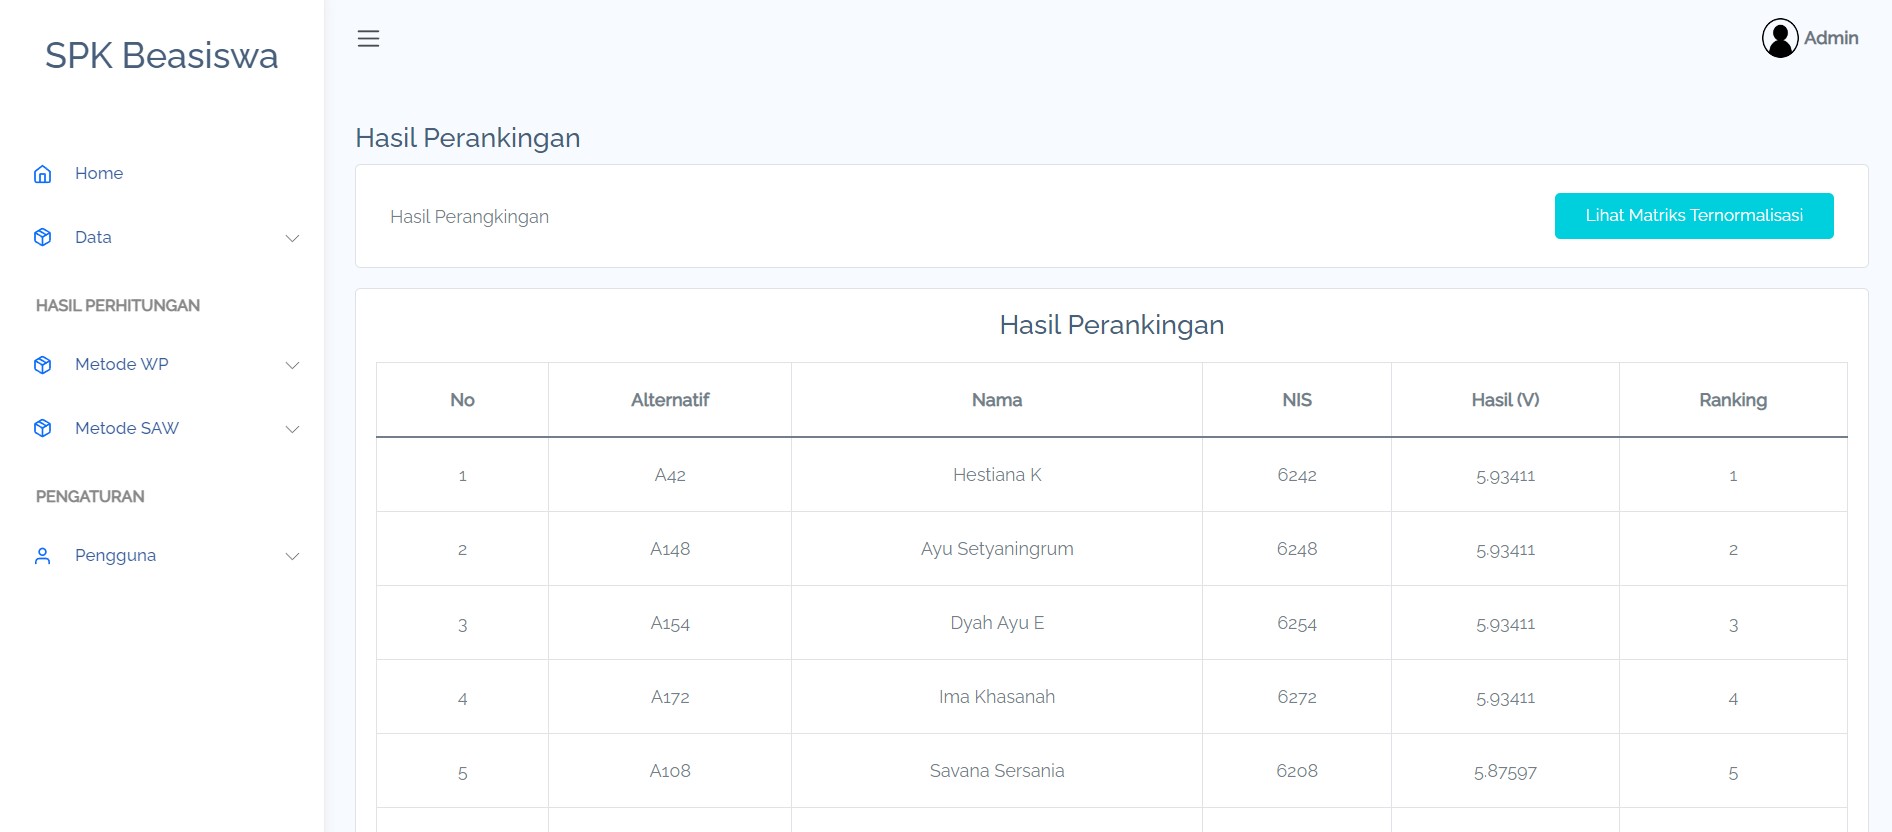 SPK Beasiswa
Admin
Home
Data
HASIL PERHITUNGAN
Metode WP
Metode SAW
PENGATURAN
Pengguna
Hasil Perankingan
Hasil Perangkingan
Lihat Matriks Ternormalisasi
Hasil Perankingan
No Alternatif Nama NIS Hasil (V) Ranking
1 A42 Hestiana K 6242 5.93411 1
2 A148 Ayu Setyaningrum 6248 5.93411 2
3 A154 Dyah Ayu E 6254 5.93411 3
4 A172 Ima Khasanah 6272 5.93411 4
5 A108 Savana Sersania 6208 5.87597 5